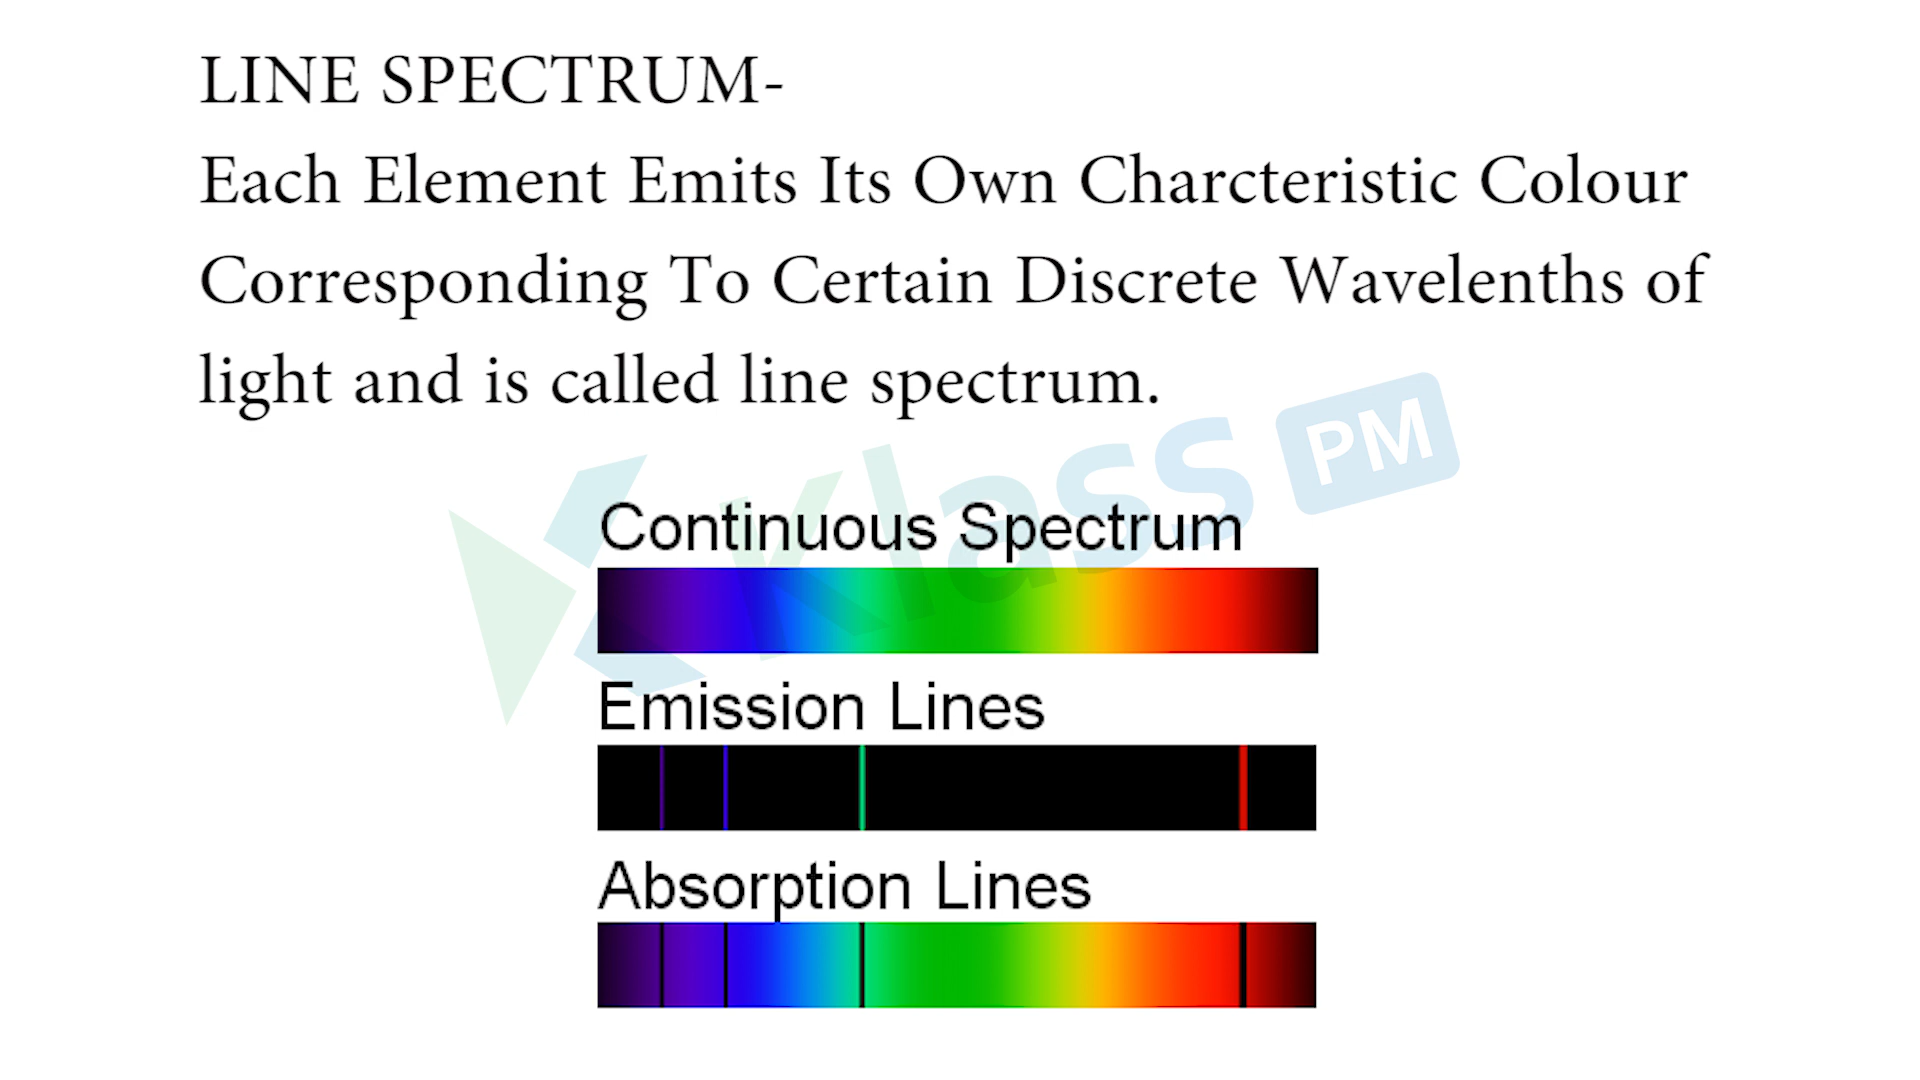 LINE SPECTRUM-
Each Element Emits Its Own Charcteristic Colour
Corresponding To Certain Discrete Wavelenths of
light and is called line spectrum.
Klass PM
Continuous Spectrum
Emission Lines
Absorption Lines